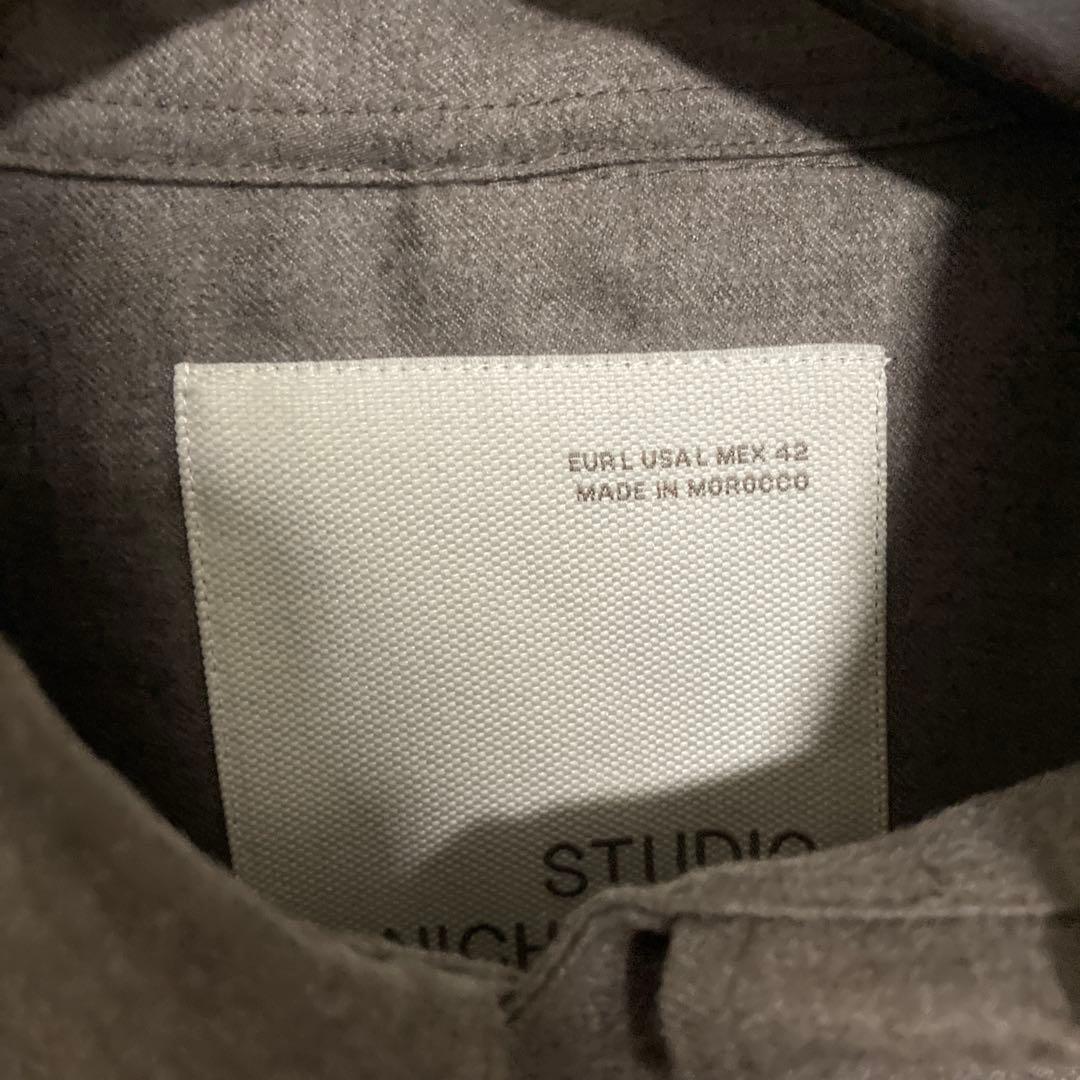 EUR L USA L MEX 42
MADE IN MOROCCO
STUDIO